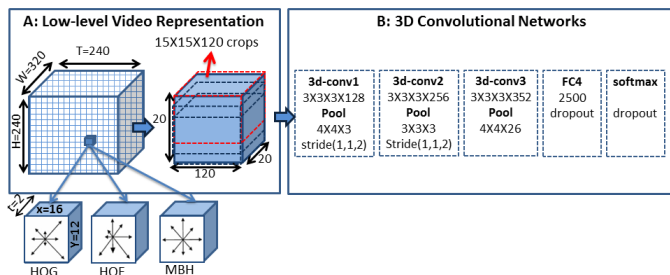 A: Low-level Video Representation
B: 3D Convolutional Networks
T=240
W=320
H=240
15X15X120 crops
20
20
120
t=2
x=16
Y=12
HOG
HOF
MBH
3d-conv1
3X3X3X128
Pool
4X4X3
stride(1,1,2)
3d-conv2
3X3X3X256
Pool
3X3X3
Stride(1,1,2)
3d-conv3
3X3X3X352
Pool
4X4X26
FC4
2500
dropout
softmax
dropout